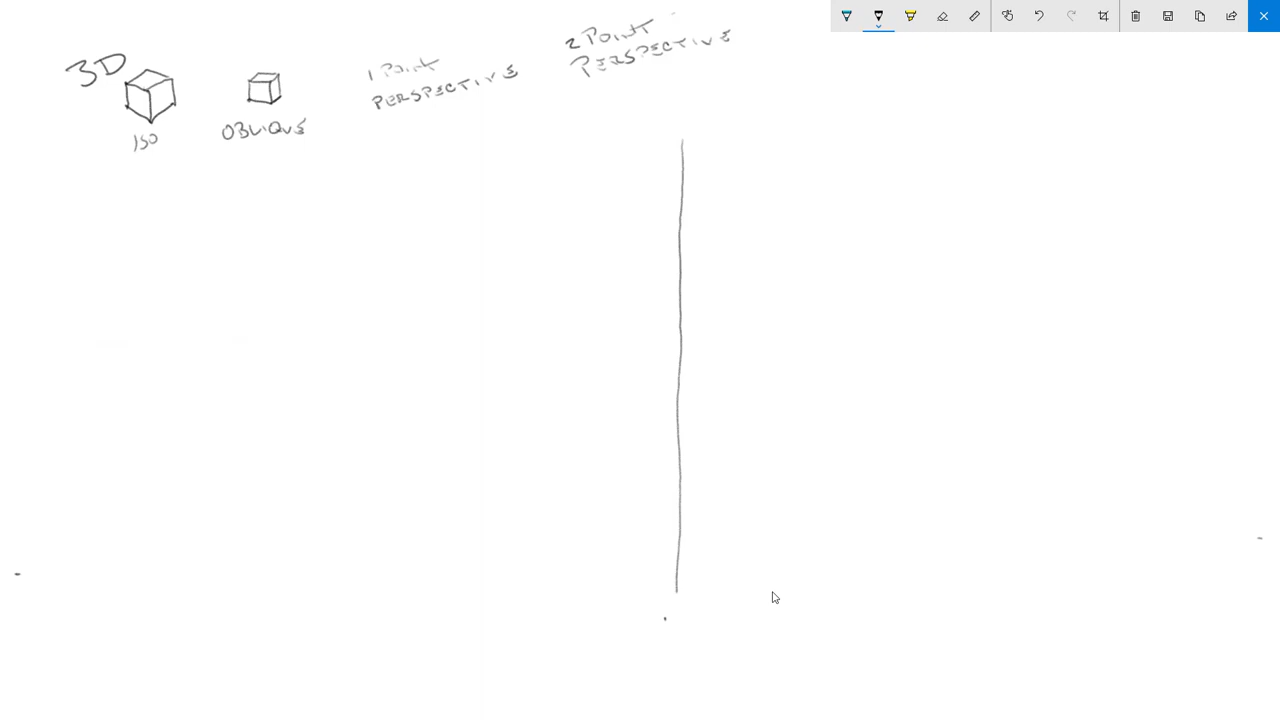 3D
ISO
OBLIQUE
1 POINT
PERSPECTIVE
2 POINT
PERSPECTIVE